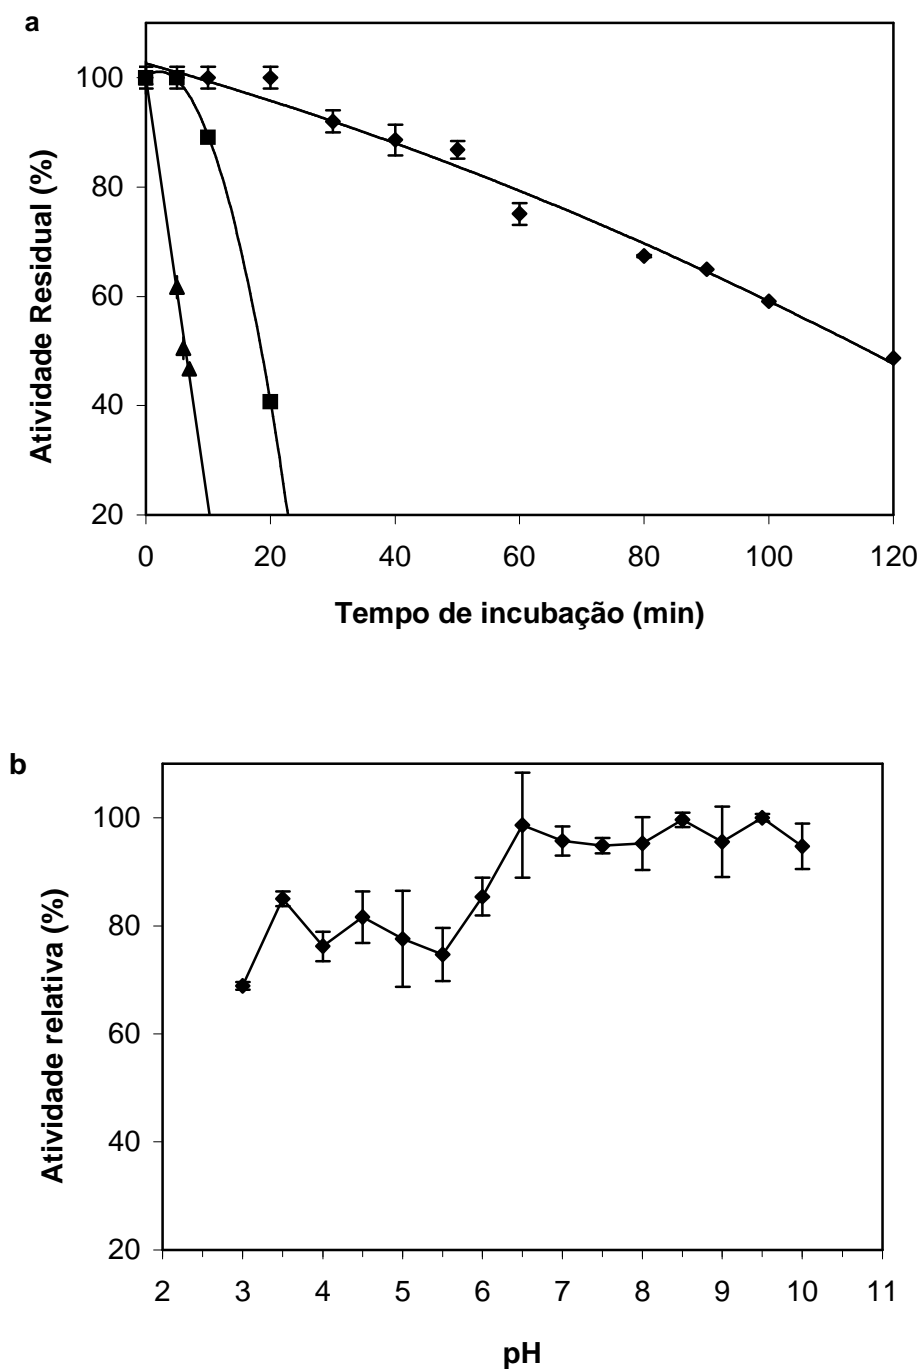 a
100
80
60
40
20
Atividade Residual (%)
0 20 40 60 80 100 120
Tempo de incubação (min)
b
100
80
60
40
20
Atividade relativa (%)
2 3 4 5 6 7 8 9 10 11
pH